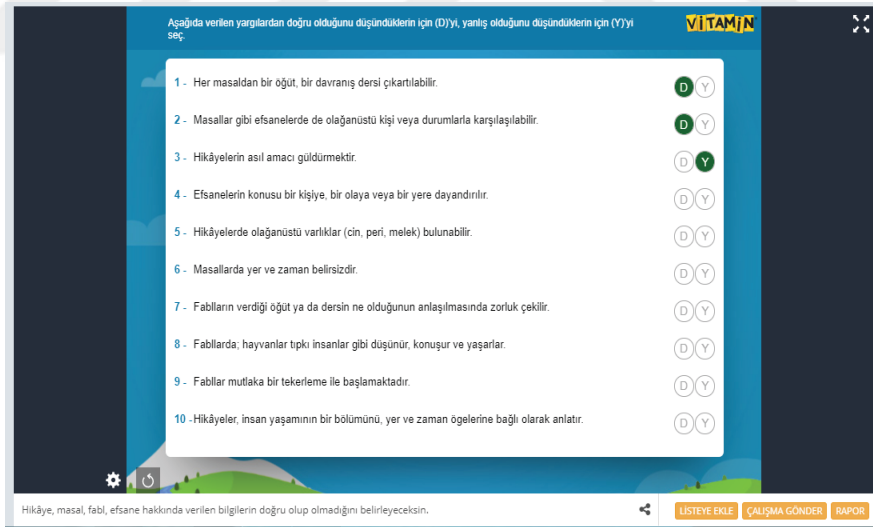 Aşağıda verilen yargılardan doğru olduğunu düşündüklerin için (D)'yi, yanlış olduğunu düşündüklerin için (Y)'yi
seç.
VİTAMİN
1 - Her masaldan bir öğüt, bir davranış dersi çıkartılabilir. D Y
2 - Masallar gibi efsanelerde de olağanüstü kişi veya durumlarla karşılaşılabilir. D Y
3 - Hikâyelerin asıl amacı güldürmektir. D Y
4 - Efsanelerin konusu bir kişiye, bir olaya veya bir yere dayandırılır. D Y
5 - Hikâyelerde olağanüstü varlıklar (cin, peri, melek) bulunabilir. D Y
6 - Masallarda yer ve zaman belirsizdir. D Y
7 - Fablların verdiği öğüt ya da dersin ne olduğunun anlaşılmasında zorluk çekilir. D Y
8 - Fabllarda; hayvanlar tıpkı insanlar gibi düşünür, konuşur ve yaşarlar. D Y
9 - Fabllar mutlaka bir tekerleme ile başlamaktadır. D Y
10 -Hikâyeler, insan yaşamının bir bölümünü, yer ve zaman ögelerine bağlı olarak anlatır. D Y
Hikâye, masal, fabl, efsane hakkında verilen bilgilerin doğru olup olmadığını belirleyeceksin.
LİSTEYE EKLE ÇALIŞMA GÖNDER RAPOR